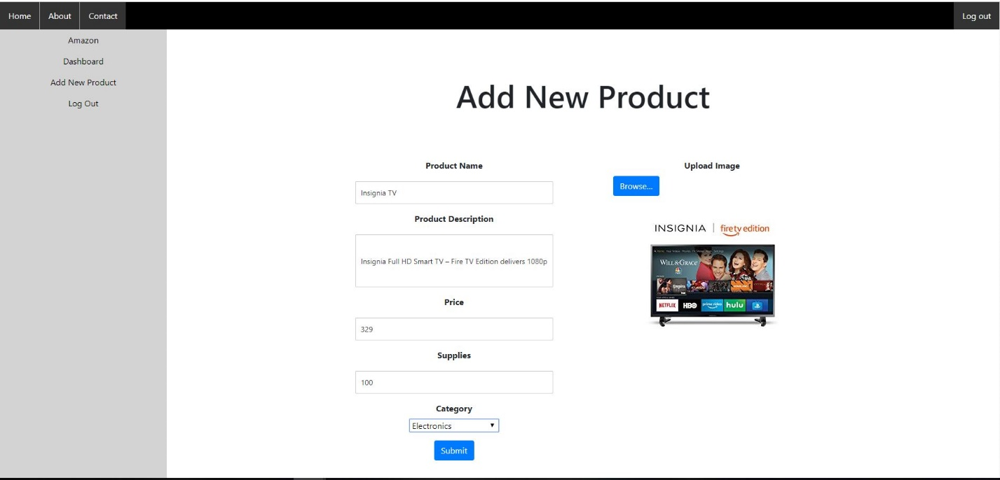 Home About Contact Log out
Amazon
Dashboard
Add New Product
Log Out
Add New Product
Product Name
Insignia TV
Product Description
Insignia Full HD Smart TV – Fire TV Edition delivers 1080p
Price
329
Supplies
100
Category
Electronics
Submit
Upload Image
Browse...
INSIGNIA | fire tv edition
WILL & GRACE
NBC
Empire
NETFLIX HBO prime video hulu